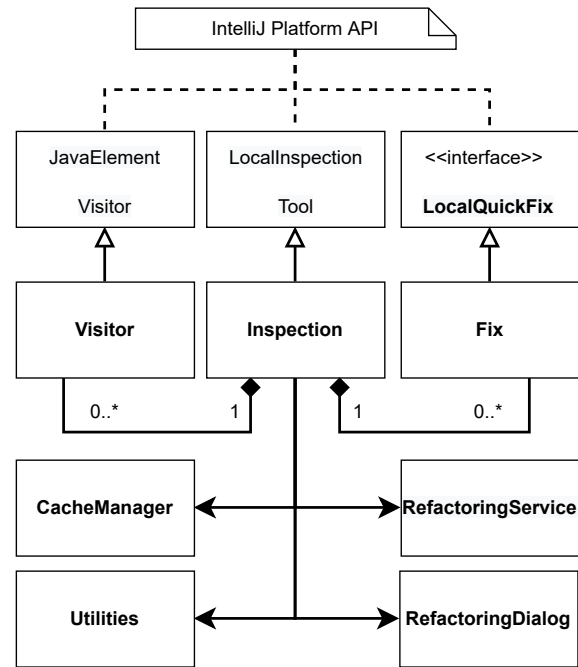 IntelliJ Platform API
JavaElement
Visitor
LocalInspection
Tool
<<interface>>
LocalQuickFix
Visitor
Inspection
Fix
0..*
1
1
0..*
CacheManager
RefactoringService
Utilities
RefactoringDialog